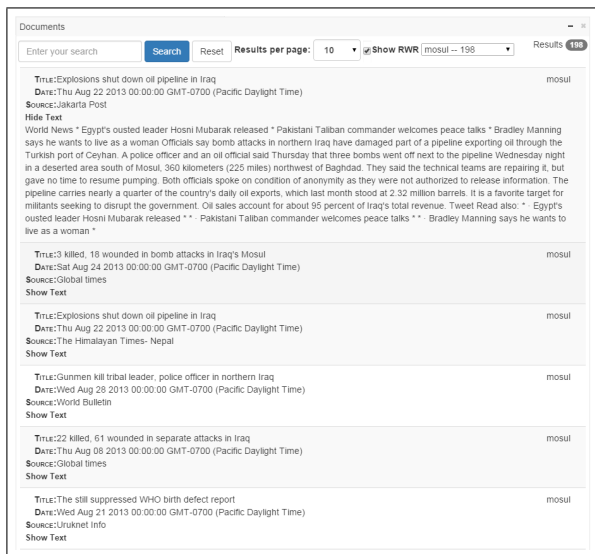 Documents
Enter your search Search Reset Results per page: 10 Show RWR mosul -- 198 Results 198
TITLE:Explosions shut down oil pipeline in Iraq mosul
DATE:Thu Aug 22 2013 00:00:00 GMT-0700 (Pacific Daylight Time)
SOURCE:Jakarta Post
Hide Text
World News * Egypt's ousted leader Hosni Mubarak released * Pakistani Taliban commander welcomes peace talks * Bradley Manning
says he wants to live as a woman Officials say bomb attacks in northern Iraq have damaged part of a pipeline exporting oil through the
Turkish port of Ceyhan. A police officer and an oil official said Thursday that three bombs went off next to the pipeline Wednesday night
in a deserted area south of Mosul, 360 kilometers (225 miles) northwest of Baghdad. They said the technical teams are repairing it, but
gave no time to resume pumping. Both officials spoke on condition of anonymity as they were not authorized to release information. The
pipeline carries nearly a quarter of the country's daily oil exports, which last month stood at 2.32 million barrels. It is a favorite target for
militants seeking to disrupt the government. Oil sales account for about 95 percent of Iraq's total revenue. Tweet Read also: * · Egypt's
ousted leader Hosni Mubarak released * * · Pakistani Taliban commander welcomes peace talks * * · Bradley Manning says he wants to
live as a woman *
TITLE:3 killed, 18 wounded in bomb attacks in Iraq's Mosul mosul
DATE:Sat Aug 24 2013 00:00:00 GMT-0700 (Pacific Daylight Time)
SOURCE:Global times
Show Text
TITLE:Explosions shut down oil pipeline in Iraq mosul
DATE:Thu Aug 22 2013 00:00:00 GMT-0700 (Pacific Daylight Time)
SOURCE:The Himalayan Times- Nepal
Show Text
TITLE:Gunmen kill tribal leader, police officer in northern Iraq mosul
DATE:Wed Aug 28 2013 00:00:00 GMT-0700 (Pacific Daylight Time)
SOURCE:World Bulletin
Show Text
TITLE:22 killed, 61 wounded in separate attacks in Iraq mosul
DATE:Thu Aug 08 2013 00:00:00 GMT-0700 (Pacific Daylight Time)
SOURCE:Global times
Show Text
TITLE:The still suppressed WHO birth defect report mosul
DATE:Wed Aug 21 2013 00:00:00 GMT-0700 (Pacific Daylight Time)
SOURCE:Uruknet Info
Show Text